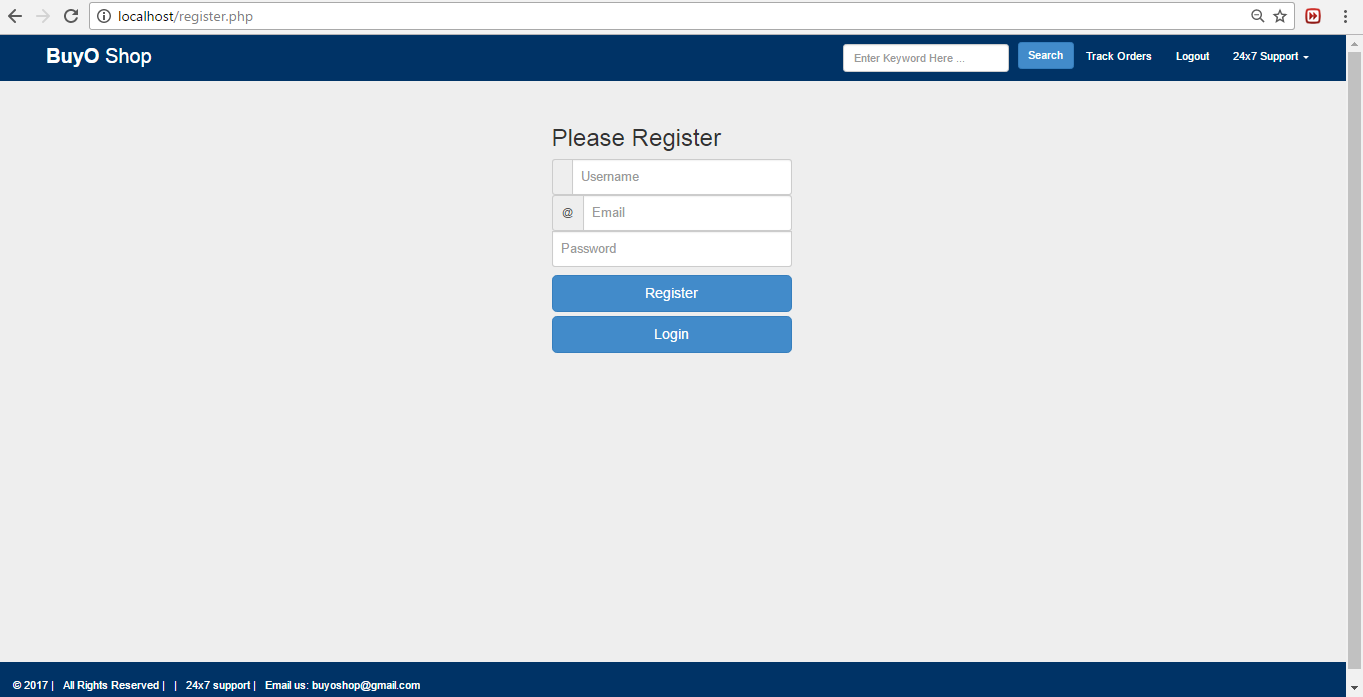 localhost/register.php
BuyO Shop
Enter Keyword Here ...
Search
Track Orders
Logout
24x7 Support
Please Register
Username
@
Email
Password
Register
Login
© 2017 | All Rights Reserved | | 24x7 support | Email us: buyoshop@gmail.com